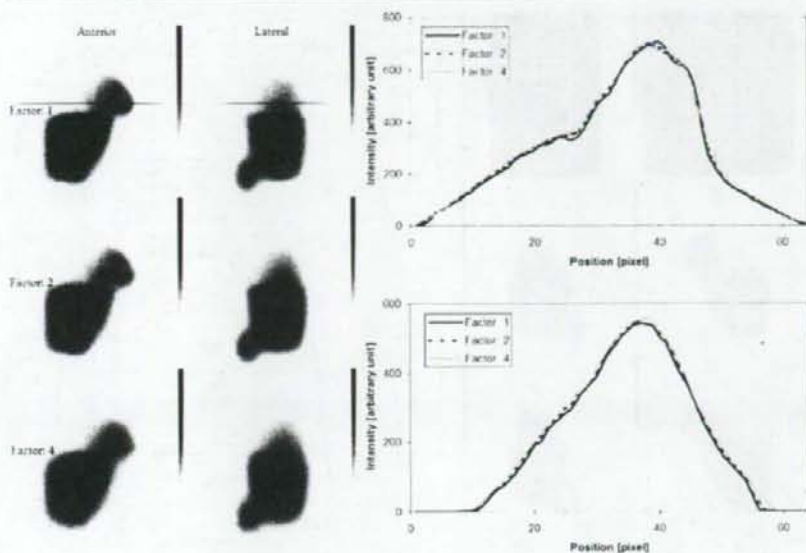 Anterior
Lateral
Factor: 1
Factor: 2
Factor: 4
800
600
400
200
0
Intensity [arbitrary unit]
Factor 1
Factor 2
Factor 4
20
43
60
Position [pixel]
600
400
200
0
Intensity [arbitrary unit]
Factor 1
Factor 2
Factor 4
0
20
40
60
Position [pixel]